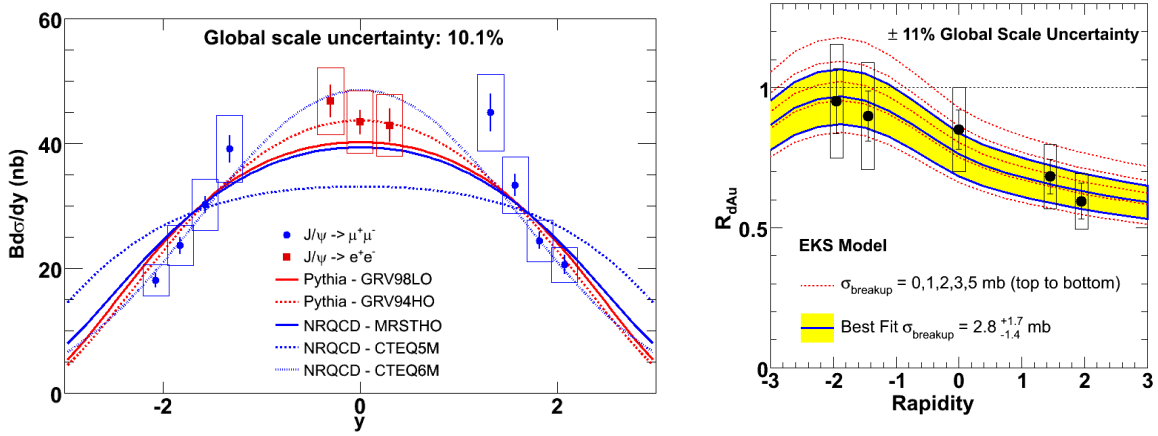 Global scale uncertainty: 10.1%
Bdσ/dy (nb)
60
40
20
0
J/ψ -> μ⁺μ⁻
J/ψ -> e⁺e⁻
Pythia - GRV98LO
Pythia - GRV94HO
NRQCD - MRSTHO
NRQCD - CTEQ5M
NRQCD - CTEQ6M
-2 0 2
y
± 11% Global Scale Uncertainty
R_dAu
1
0.5
0
EKS Model
σ_breakup = 0,1,2,3,5 mb (top to bottom)
Best Fit σ_breakup = 2.8 +1.7 -1.4 mb
-3 -2 -1 0 1 2 3
Rapidity